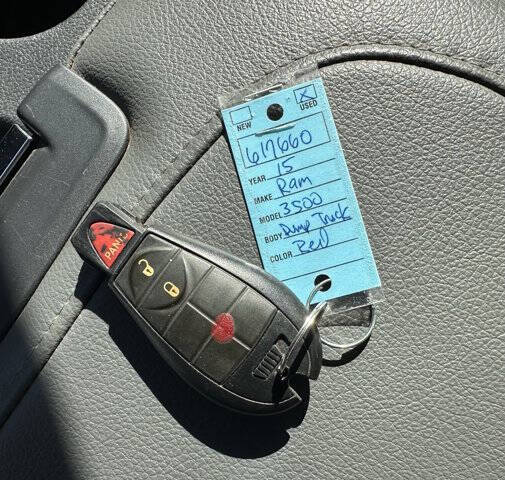 NEW
X USED
617660
YEAR 15
MAKE Ram
MODEL 3500
BODY Dump Truck
COLOR Red
PANIC